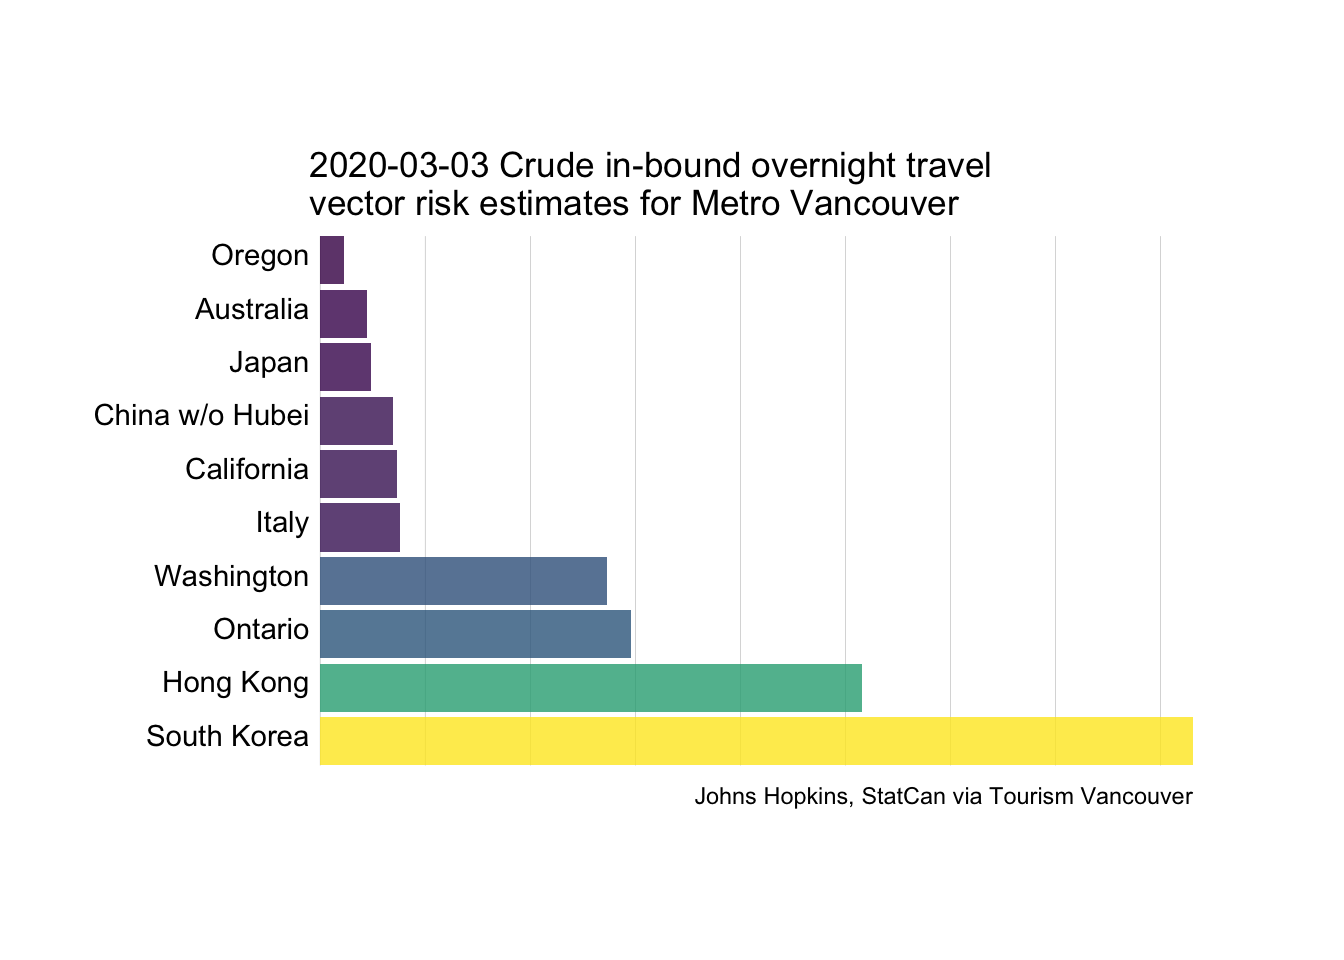 2020-03-03 Crude in-bound overnight travel
vector risk estimates for Metro Vancouver
Oregon
Australia
Japan
China w/o Hubei
California
Italy
Washington
Ontario
Hong Kong
South Korea
Johns Hopkins, StatCan via Tourism Vancouver